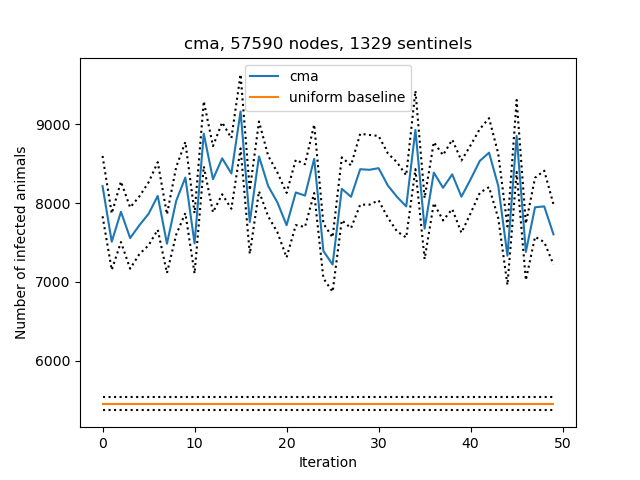 cma, 57590 nodes, 1329 sentinels
cma
uniform baseline
Number of infected animals
9000
8000
7000
6000
0 10 20 30 40 50
Iteration